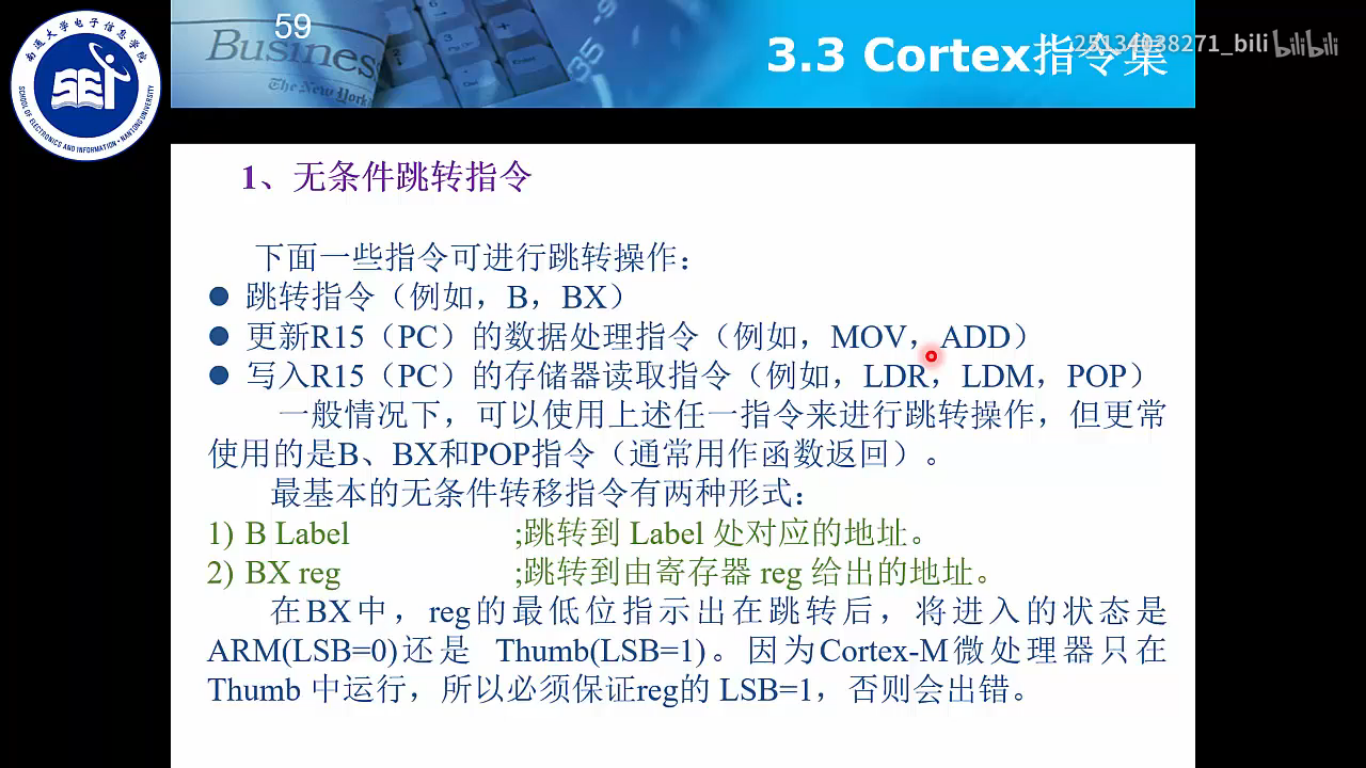 59
Business
The New York
3.3 Cortex指令集
bilibili
南通大学电子信息学院
SEI
SCHOOL OF ELECTRONICS AND INFORMATION·NANTONG UNIVERSITY
1、无条件跳转指令
下面一些指令可进行跳转操作：
● 跳转指令（例如，B，BX）
● 更新R15（PC）的数据处理指令（例如，MOV，ADD）
● 写入R15（PC）的存储器读取指令（例如，LDR，LDM，POP）
一般情况下，可以使用上述任一指令来进行跳转操作，但更常
使用的是B、BX和POP指令（通常用作函数返回）。
最基本的无条件转移指令有两种形式：
1) B Label ;跳转到 Label 处对应的地址。
2) BX reg ;跳转到由寄存器 reg 给出的地址。
在BX中，reg的最低位指示出在跳转后，将进入的状态是
ARM(LSB=0)还是 Thumb(LSB=1)。因为Cortex-M微处理器只在
Thumb 中运行，所以必须保证reg的 LSB=1，否则会出错。